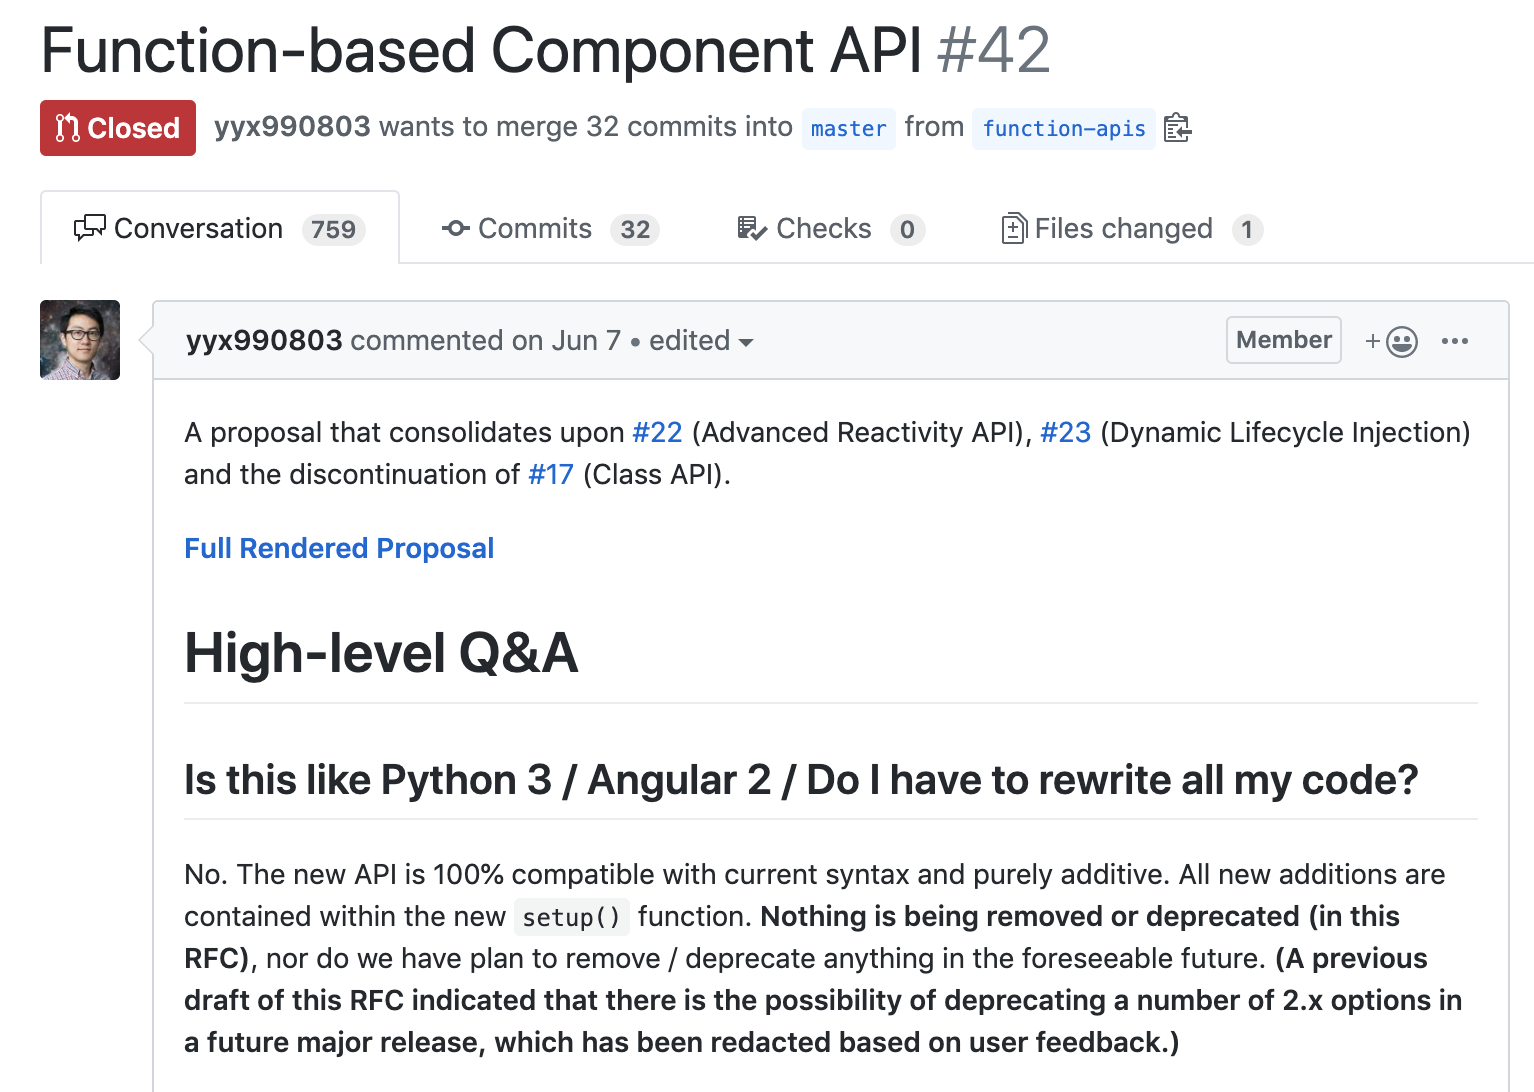 Function-based Component API #42
Closed yyx990803 wants to merge 32 commits into master from function-apis
Conversation 759 Commits 32 Checks 0 Files changed 1
yyx990803 commented on Jun 7 • edited Member
A proposal that consolidates upon #22 (Advanced Reactivity API), #23 (Dynamic Lifecycle Injection)
and the discontinuation of #17 (Class API).
Full Rendered Proposal
High-level Q&A
Is this like Python 3 / Angular 2 / Do I have to rewrite all my code?
No. The new API is 100% compatible with current syntax and purely additive. All new additions are
contained within the new setup() function. Nothing is being removed or deprecated (in this
RFC), nor do we have plan to remove / deprecate anything in the foreseeable future. (A previous
draft of this RFC indicated that there is the possibility of deprecating a number of 2.x options in
a future major release, which has been redacted based on user feedback.)